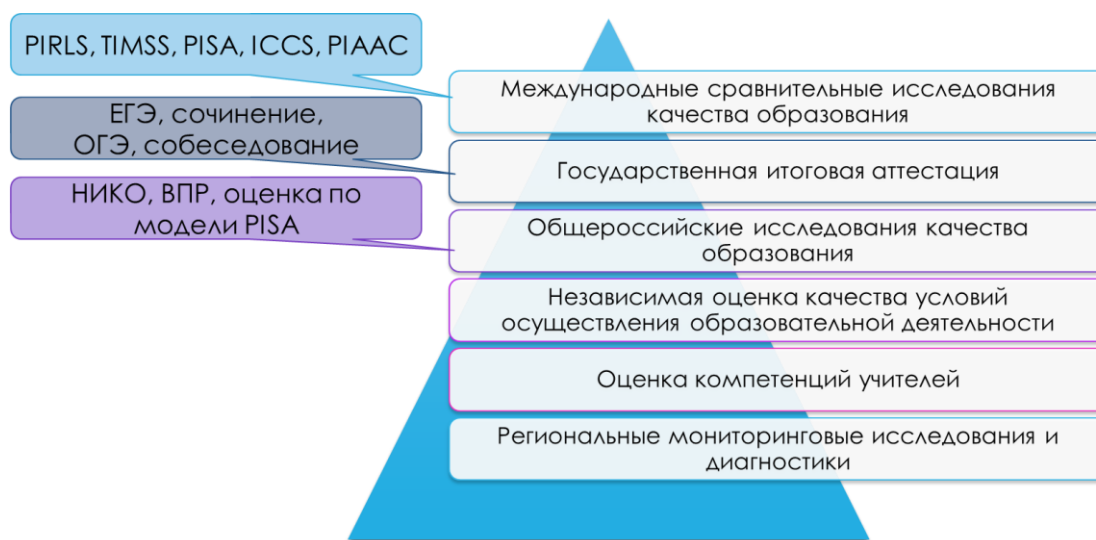 PIRLS, TIMSS, PISA, ICCS, PIAAC
Международные сравнительные исследования
качества образования
ЕГЭ, сочинение,
ОГЭ, собеседование
Государственная итоговая аттестация
НИКО, ВПР, оценка по
модели PISA
Общероссийские исследования качества
образования
Независимая оценка качества условий
осуществления образовательной деятельности
Оценка компетенций учителей
Региональные мониторинговые исследования и
диагностики